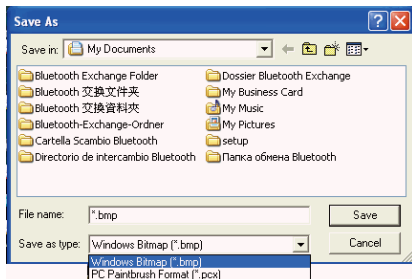 Save As
Save in: My Documents
Bluetooth Exchange Folder
Bluetooth 交换文件夹
Bluetooth 交換資料夾
Bluetooth-Exchange-Ordner
Cartella Scambio Bluetooth
Directorio de intercambio Bluetooth
Dossier Bluetooth Exchange
My Business Card
My Music
My Pictures
setup
Папка обмена Bluetooth
File name: *.bmp Save
Save as type: Windows Bitmap (*.bmp) Cancel
Windows Bitmap (*.bmp)
PC Paintbrush Format (*.pcx)